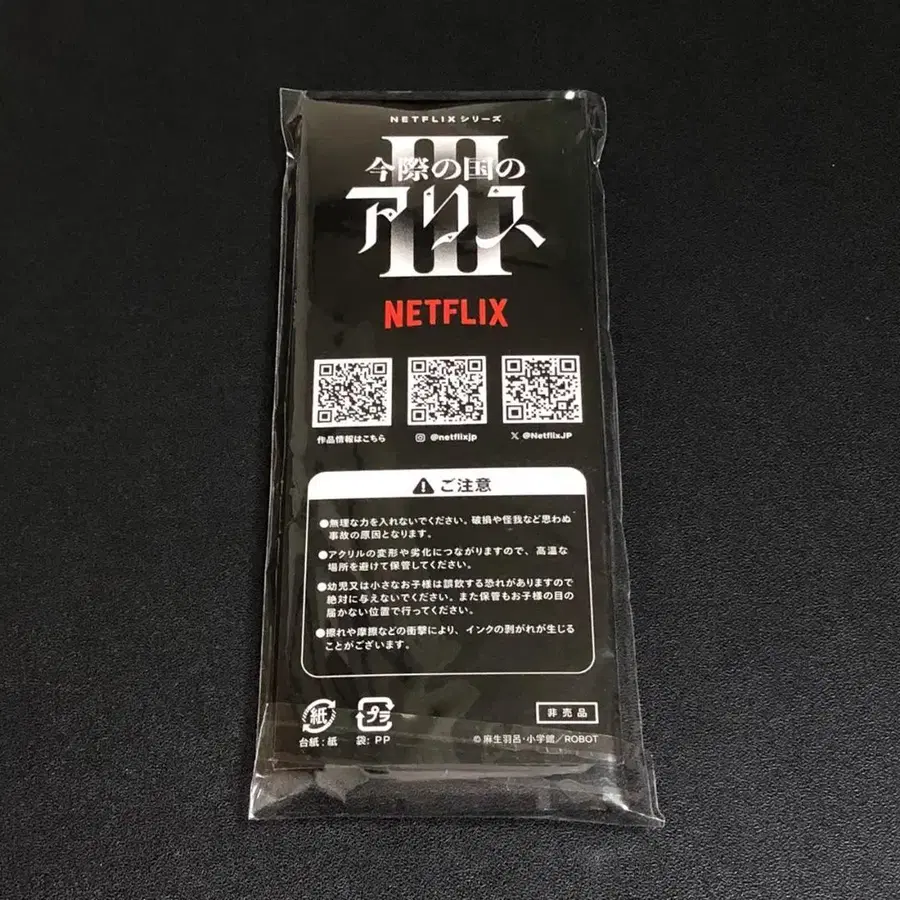 NETFLIXシリーズ
今際の国の
アリス
III
NETFLIX
作品情報はこちら
@netflixjp
X @NetflixJP
ご注意
●無理な力を入れないでください。破損や怪我など思わぬ
事故の原因となります。
●アクリルの変形や劣化につながりますので、高温な
場所を避けて保管してください。
●幼児又は小さなお子様は誤飲する恐れがありますので
絶対に与えないでください。また保管もお子様の目の
届かない位置で行ってください。
●擦れや摩擦などの衝撃により、インクの剥がれが生じる
ことがございます。
紙
プラ
台紙:紙
袋:PP
非売品
©麻生羽呂・小学館/ROBOT